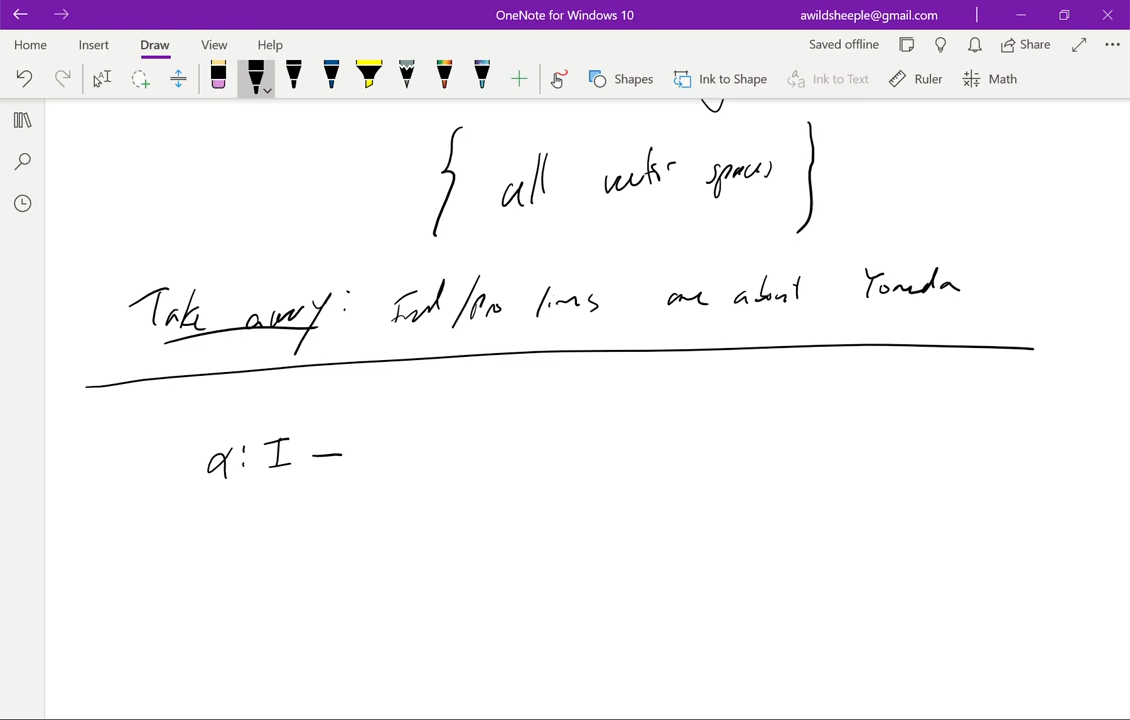 OneNote for Windows 10
awildsheeple@gmail.com
Home Insert Draw View Help
Saved offline
Share
Shapes
Ink to Shape
Ink to Text
Ruler
Math
{ all vector spaces }
Take away: Ind/Pro lims are about Yoneda
α: I —